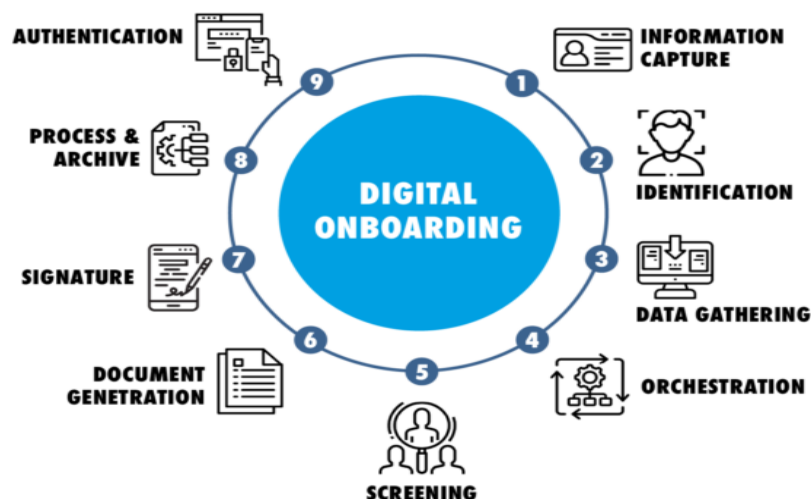 DIGITAL
ONBOARDING
1
INFORMATION
CAPTURE
2
IDENTIFICATION
3
DATA GATHERING
4
ORCHESTRATION
5
SCREENING
6
DOCUMENT
GENETRATION
7
SIGNATURE
8
PROCESS &
ARCHIVE
9
AUTHENTICATION